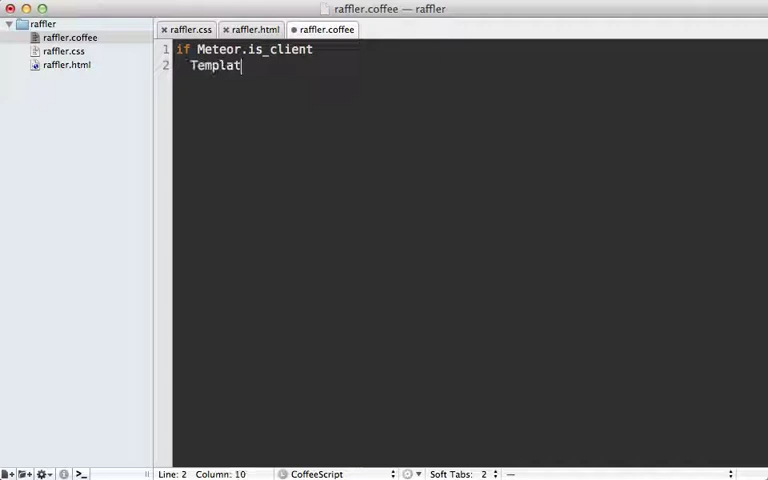 raffler.coffee — raffler
raffler
raffler.coffee
raffler.css
raffler.html
raffler.css
raffler.html
raffler.coffee
1 if Meteor.is_client
2 Templat
Line: 2 Column: 10
CoffeeScript
Soft Tabs: 2
—